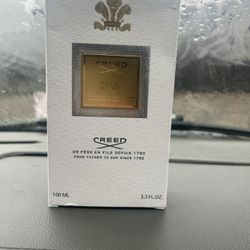 CREED
CREED
DE PÈRE EN FILS DEPUIS 1760
FROM FATHER TO SON SINCE 1760
100 ML
3.3 FL.OZ.